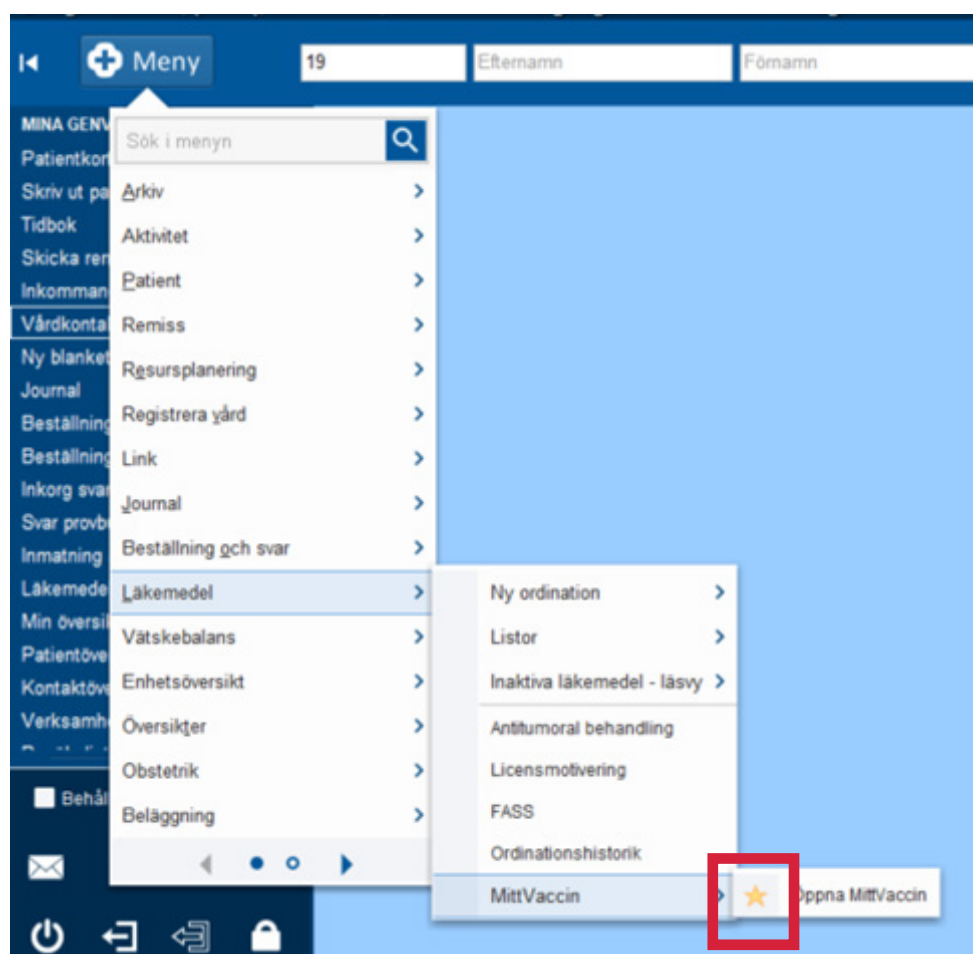 Meny
19
Efternamn
Förnamn
MINA GENV
Patientkor
Skriv ut pa
Tidbok
Skicka ren
Inkomman
Vårdkontal
Ny blanket
Journal
Beställning
Beställning
Inkorg svar
Svar provb
Inmatning
Läkemede
Min översil
Patientöve
Kontaktöve
Verksamh
Behål
Sök i menyn
Arkiv
Aktivitet
Patient
Remiss
Resursplanering
Registrera vård
Link
Journal
Beställning och svar
Läkemedel
Vätskebalans
Enhetsöversikt
Översikter
Obstetrik
Beläggning
Ny ordination
Listor
Inaktiva läkemedel - läsvy
Antitumoral behandling
Licensmotivering
FASS
Ordinationshistorik
MittVaccin
Öppna MittVaccin